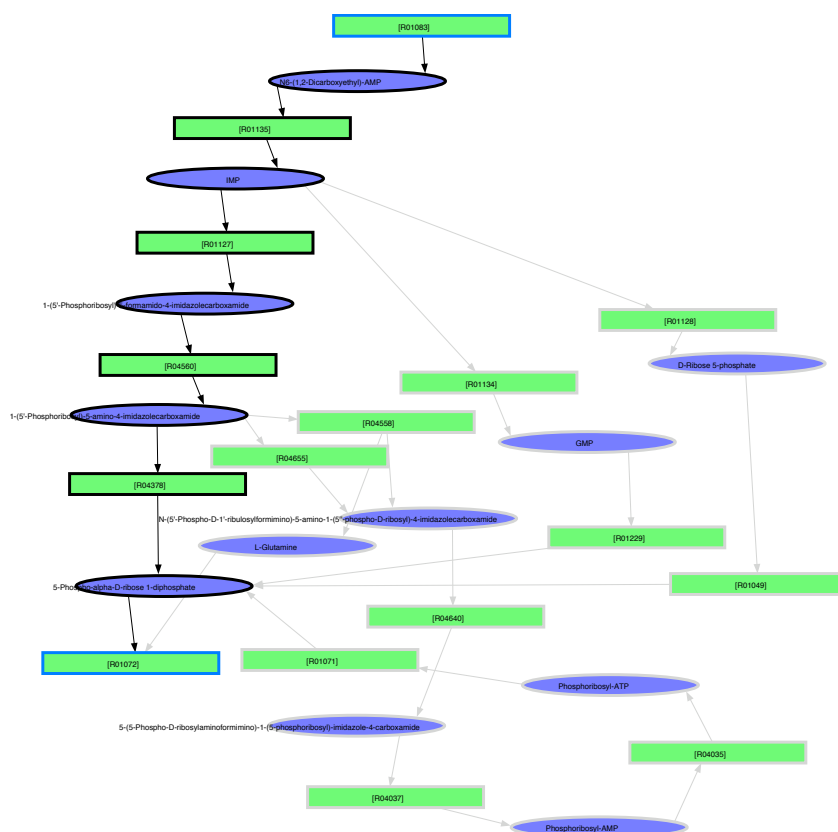 [R01083]
N6-(1,2-Dicarboxyethyl)-AMP
[R01135]
IMP
[R01127]
1-(5'-Phosphoribosyl)-5-formamido-4-imidazolecarboxamide
[R01128]
[R04560]
D-Ribose 5-phosphate
[R01134]
1-(5'-Phosphoribosyl)-5-amino-4-imidazolecarboxamide
[R04558]
GMP
[R04655]
[R04378]
N-(5'-Phospho-D-1'-ribulosylformimino)-5-amino-1-(5''-phospho-D-ribosyl)-4-imidazolecarboxamide
[R01229]
L-Glutamine
5-Phospho-alpha-D-ribose 1-diphosphate
[R01049]
[R04640]
[R01072]
[R01071]
Phosphoribosyl-ATP
5-(5-Phospho-D-ribosylaminoformimino)-1-(5-phosphoribosyl)-imidazole-4-carboxamide
[R04035]
[R04037]
Phosphoribosyl-AMP